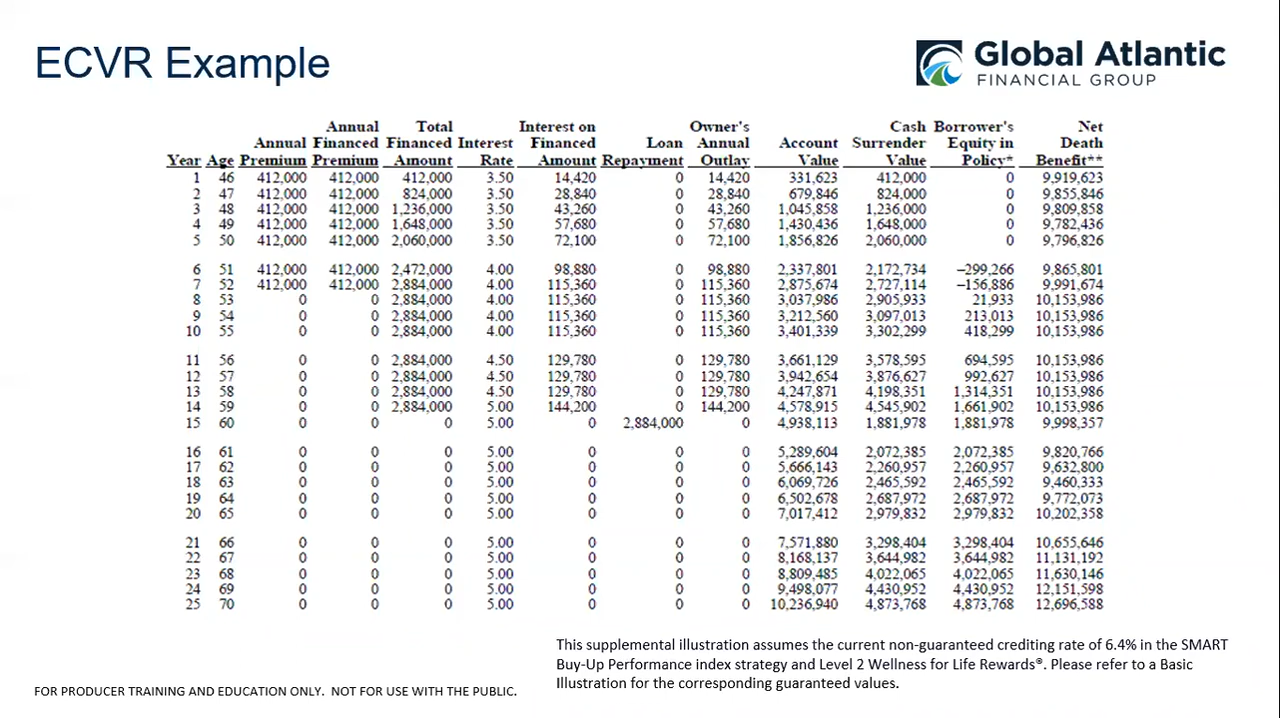 ECVR Example
Global Atlantic
FINANCIAL GROUP
Annual Total Interest on Owner's Cash Borrower's Net
Annual Financed Financed Interest Financed Loan Annual Account Surrender Equity in Death
Year Age Premium Premium Amount Rate Amount Repayment Outlay Value Value Policy* Benefit**
1 46 412,000 412,000 412,000 3.50 14,420 0 14,420 331,623 412,000 0 9,919,623
2 47 412,000 412,000 824,000 3.50 28,840 0 28,840 679,846 824,000 0 9,855,846
3 48 412,000 412,000 1,236,000 3.50 43,260 0 43,260 1,045,858 1,236,000 0 9,809,858
4 49 412,000 412,000 1,648,000 3.50 57,680 0 57,680 1,430,436 1,648,000 0 9,782,436
5 50 412,000 412,000 2,060,000 3.50 72,100 0 72,100 1,856,826 2,060,000 0 9,796,826
6 51 412,000 412,000 2,472,000 4.00 98,880 0 98,880 2,337,801 2,172,734 −299,266 9,865,801
7 52 412,000 412,000 2,884,000 4.00 115,360 0 115,360 2,875,674 2,727,114 −156,886 9,991,674
8 53 0 0 2,884,000 4.00 115,360 0 115,360 3,037,986 2,905,933 21,933 10,153,986
9 54 0 0 2,884,000 4.00 115,360 0 115,360 3,212,560 3,097,013 213,013 10,153,986
10 55 0 0 2,884,000 4.00 115,360 0 115,360 3,401,339 3,302,299 418,299 10,153,986
11 56 0 0 2,884,000 4.50 129,780 0 129,780 3,661,129 3,578,595 694,595 10,153,986
12 57 0 0 2,884,000 4.50 129,780 0 129,780 3,942,654 3,876,627 992,627 10,153,986
13 58 0 0 2,884,000 4.50 129,780 0 129,780 4,247,871 4,198,351 1,314,351 10,153,986
14 59 0 0 2,884,000 5.00 144,200 0 144,200 4,578,915 4,545,902 1,661,902 10,153,986
15 60 0 0 0 5.00 0 2,884,000 0 4,938,113 1,881,978 1,881,978 9,998,357
16 61 0 0 0 5.00 0 0 0 5,289,604 2,072,385 2,072,385 9,820,766
17 62 0 0 0 5.00 0 0 0 5,666,143 2,260,957 2,260,957 9,632,800
18 63 0 0 0 5.00 0 0 0 6,069,726 2,465,592 2,465,592 9,460,333
19 64 0 0 0 5.00 0 0 0 6,502,678 2,687,972 2,687,972 9,772,073
20 65 0 0 0 5.00 0 0 0 7,017,412 2,979,832 2,979,832 10,202,358
21 66 0 0 0 5.00 0 0 0 7,571,880 3,298,404 3,298,404 10,655,646
22 67 0 0 0 5.00 0 0 0 8,168,137 3,644,982 3,644,982 11,131,192
23 68 0 0 0 5.00 0 0 0 8,809,485 4,022,065 4,022,065 11,630,146
24 69 0 0 0 5.00 0 0 0 9,498,077 4,430,952 4,430,952 12,151,598
25 70 0 0 0 5.00 0 0 0 10,236,940 4,873,768 4,873,768 12,696,588
This supplemental illustration assumes the current non-guaranteed crediting rate of 6.4% in the SMART
Buy-Up Performance index strategy and Level 2 Wellness for Life Rewards®. Please refer to a Basic
Illustration for the corresponding guaranteed values.
FOR PRODUCER TRAINING AND EDUCATION ONLY. NOT FOR USE WITH THE PUBLIC.